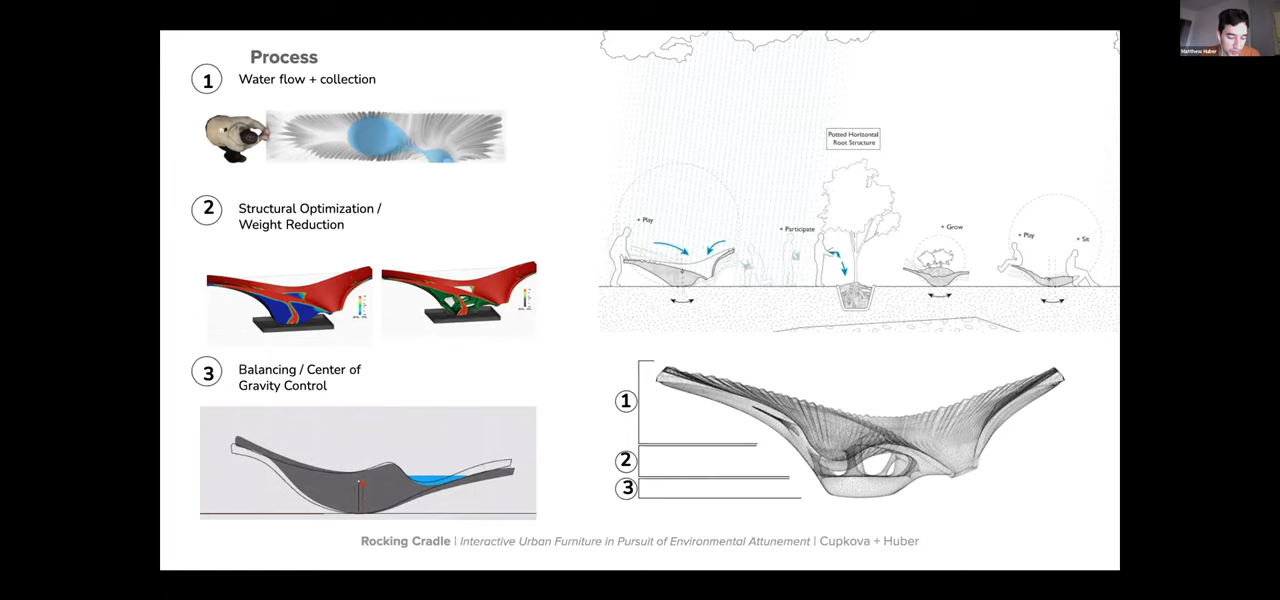 Process
1
Water flow + collection
2
Structural Optimization /
Weight Reduction
3
Balancing / Center of
Gravity Control
Potted Horizontal
Root Structure
+ Play
+ Participate
+ Grow
+ Play
+ Sit
1
2
3
Rocking Cradle | Interactive Urban Furniture in Pursuit of Environmental Attunement | Cupkova + Huber
Matthew Huber